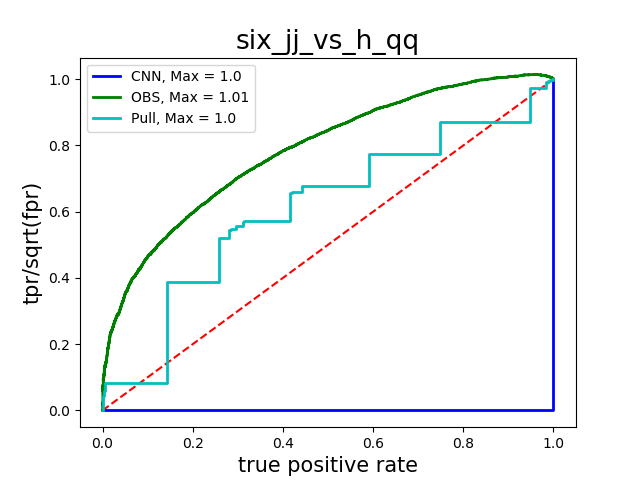 six_jj_vs_h_qq
CNN, Max = 1.0
OBS, Max = 1.01
Pull, Max = 1.0
tpr/sqrt(fpr)
1.0
0.8
0.6
0.4
0.2
0.0
0.0 0.2 0.4 0.6 0.8 1.0
true positive rate